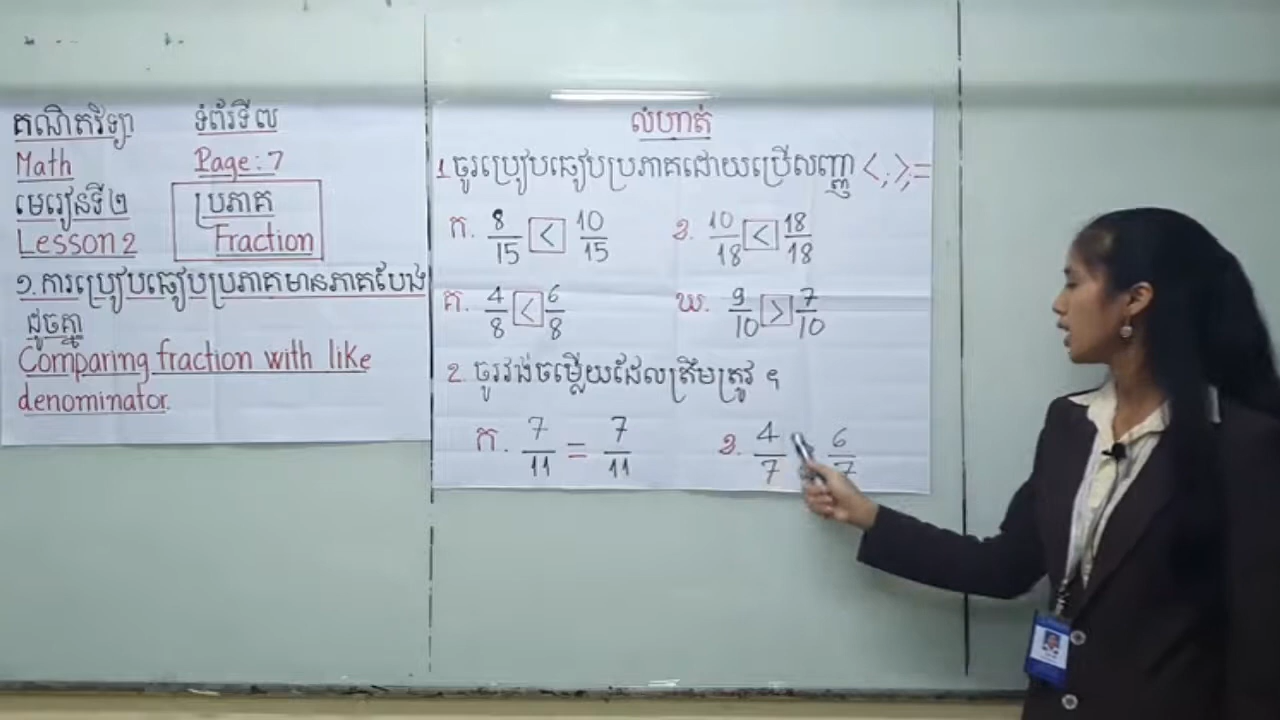 គណិតវិទ្យា ទំព័រទី៧
Math Page: 7
មេរៀនទី២ ប្រភាគ
Lesson 2 Fraction
១. ការប្រៀបធៀបប្រភាគមានភាគបែង
ដូចគ្នា
Comparing fraction with like
denominator.
លំហាត់
1. ចូរប្រៀបធៀបប្រភាគដោយប្រើសញ្ញា <, >, =
ក. 8/15 < 10/15 ខ. 10/18 < 18/18
គ. 4/8 < 6/8 ឃ. 9/10 > 7/10
2. ចូរវង់ចម្លើយដែលត្រឹមត្រូវ ។
ក. 7/11 = 7/11 ខ. 4/7 6/7